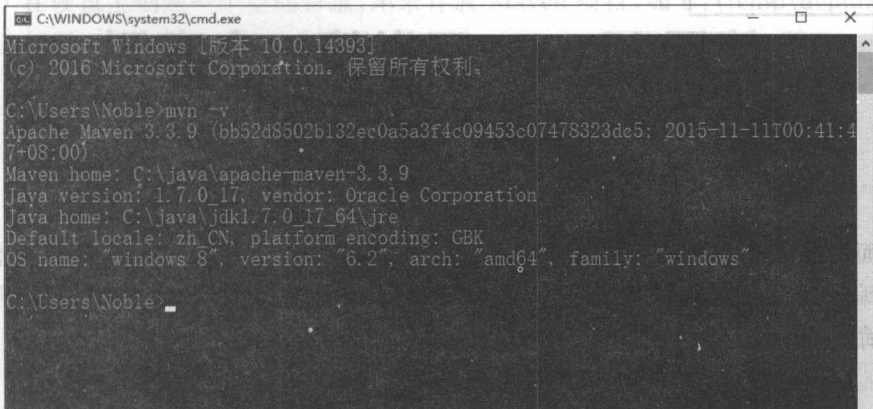 C:\WINDOWS\system32\cmd.exe
Microsoft Windows [版本 10.0.14393]
(c) 2016 Microsoft Corporation。保留所有权利。
C:\Users\Noble>mvn -v
Apache Maven 3.3.9 (bb52d8502b132ec0a5a3f4c09453c07478323dc5; 2015-11-11T00:41:4
7+08:00)
Maven home: C:\java\apache-maven-3.3.9
Java version: 1.7.0_17, vendor: Oracle Corporation
Java home: C:\java\jdk1.7.0_17_64\jre
Default locale: zh_CN, platform encoding: GBK
OS name: "windows 8", version: "6.2", arch: "amd64", family: "windows"
C:\Users\Noble>